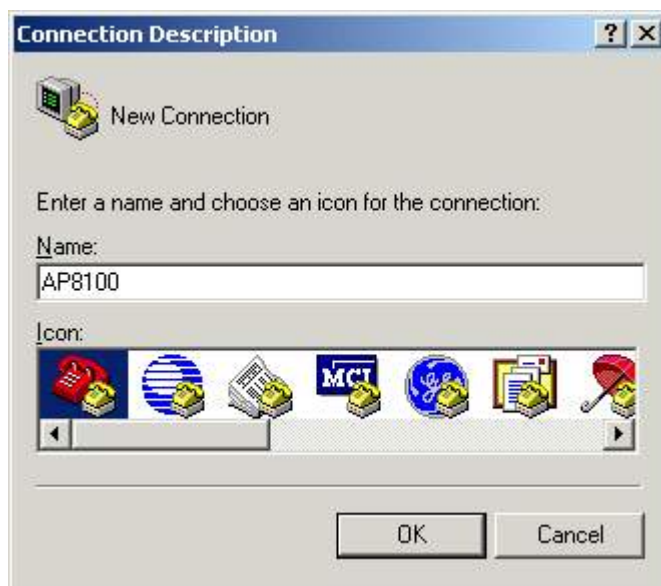 Connection Description
New Connection
Enter a name and choose an icon for the connection:
Name:
AP8100
Icon:
MCI
OK
Cancel